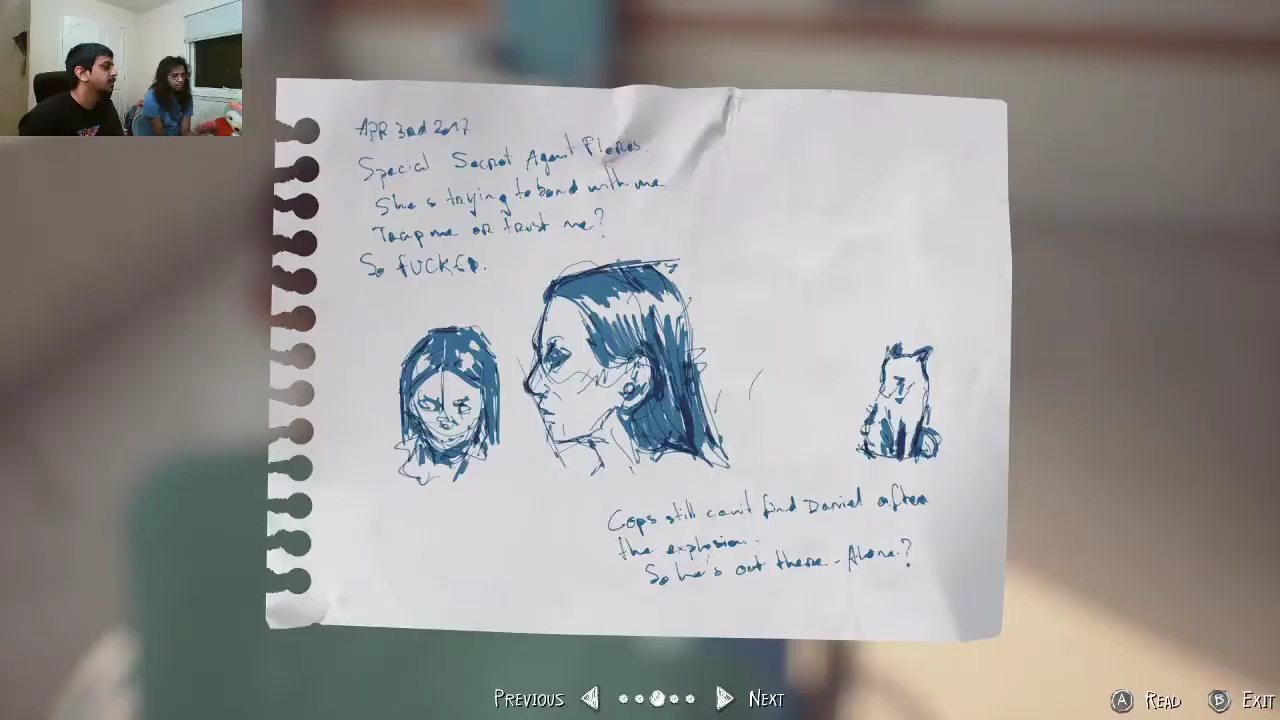 APR 3rd 2017
Special Secret Agent Flores.
She's trying to bond with me.
Trap me or trust me?
So FUCKED.
Cops still can't find Daniel after
the explosion.
So he's out there. Alone?
Previous
Next
A Read
B Exit